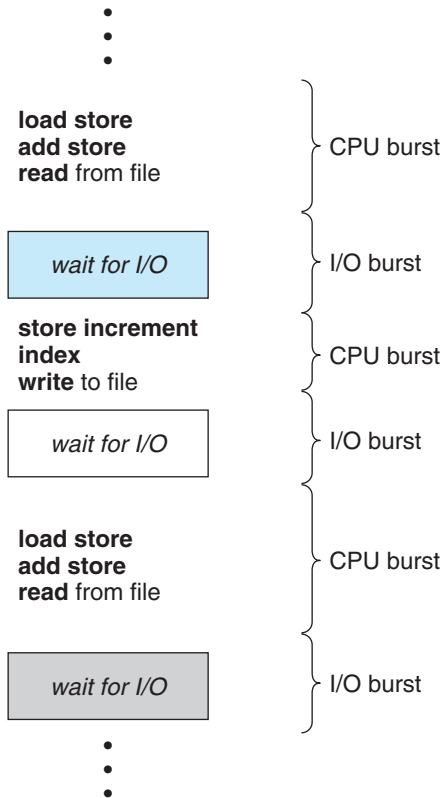 load store
add store
read from file
CPU burst
wait for I/O
I/O burst
store increment
index
write to file
CPU burst
wait for I/O
I/O burst
load store
add store
read from file
CPU burst
wait for I/O
I/O burst